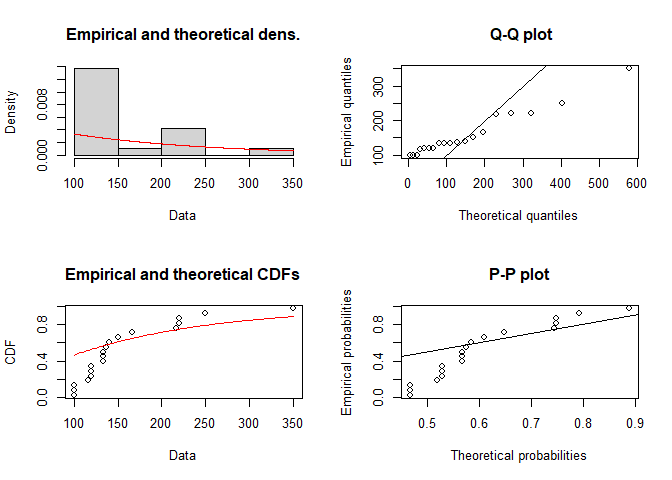 Empirical and theoretical dens.
Density
0.000 0.008
100 150 200 250 300 350
Data
Q-Q plot
Empirical quantiles
100 200 300
0 100 200 300 400 500 600
Theoretical quantiles
Empirical and theoretical CDFs
CDF
0.0 0.4 0.8
100 150 200 250 300 350
Data
P-P plot
Empirical probabilities
0.0 0.4 0.8
0.5 0.6 0.7 0.8 0.9
Theoretical probabilities